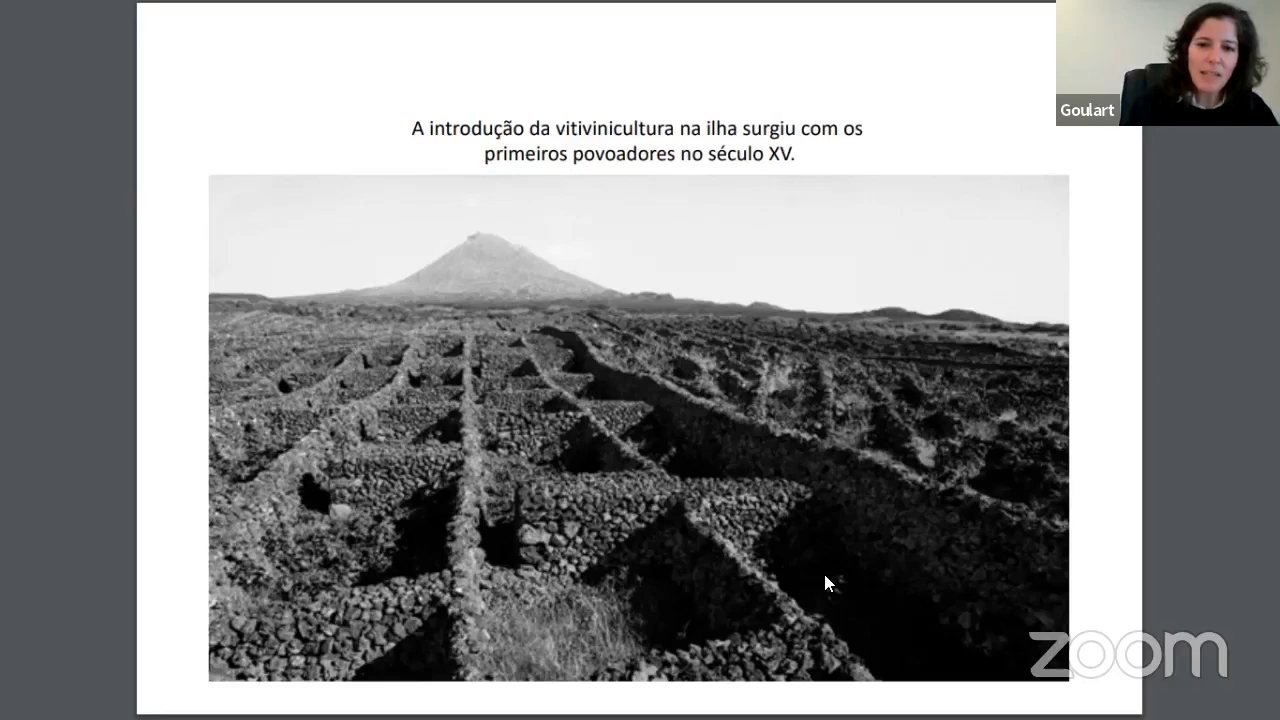 A introdução da vitivinicultura na ilha surgiu com os
primeiros povoadores no século XV.
Goulart
zoom